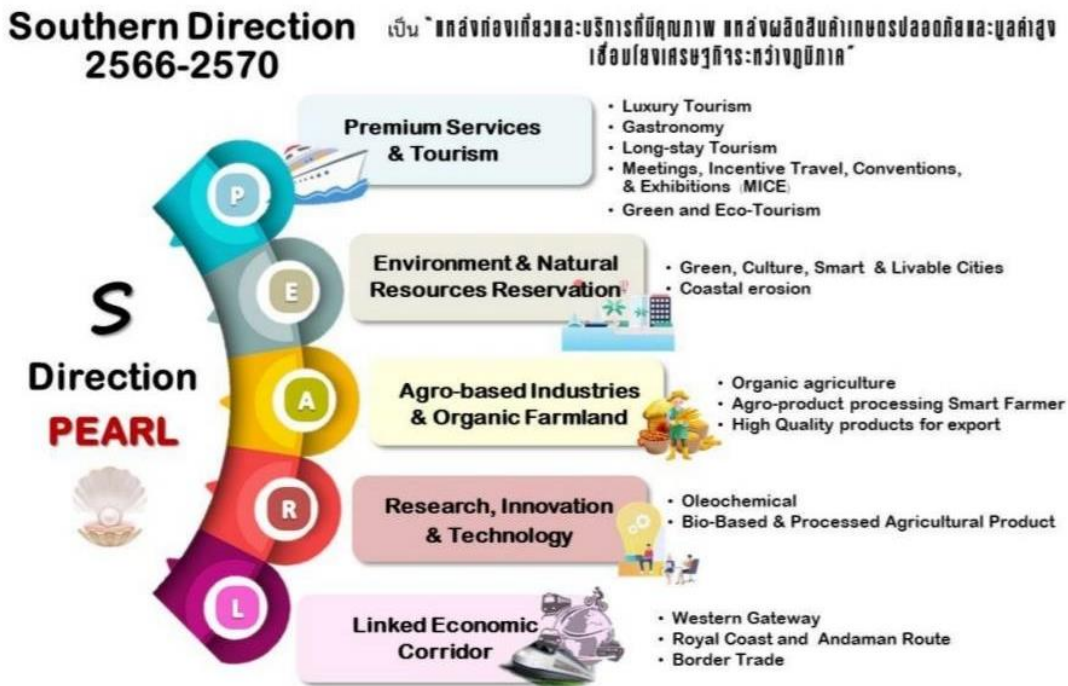 Southern Direction
2566-2570
เป็น "แหล่งท่องเที่ยวและบริการที่มีคุณภาพ แหล่งผลิตสินค้าเกษตรปลอดภัยและมูลค่าสูง
เชื่อมโยงเศรษฐกิจระหว่างภูมิภาค"
S
Direction
PEARL
P
Premium Services
& Tourism
• Luxury Tourism
• Gastronomy
• Long-stay Tourism
• Meetings, Incentive Travel, Conventions,
& Exhibitions (MICE)
• Green and Eco-Tourism
E
Environment & Natural
Resources Reservation
• Green, Culture, Smart & Livable Cities
• Coastal erosion
A
Agro-based Industries
& Organic Farmland
• Organic agriculture
• Agro-product processing Smart Farmer
• High Quality products for export
R
Research, Innovation
& Technology
• Oleochemical
• Bio-Based & Processed Agricultural Product
L
Linked Economic
Corridor
• Western Gateway
• Royal Coast and Andaman Route
• Border Trade